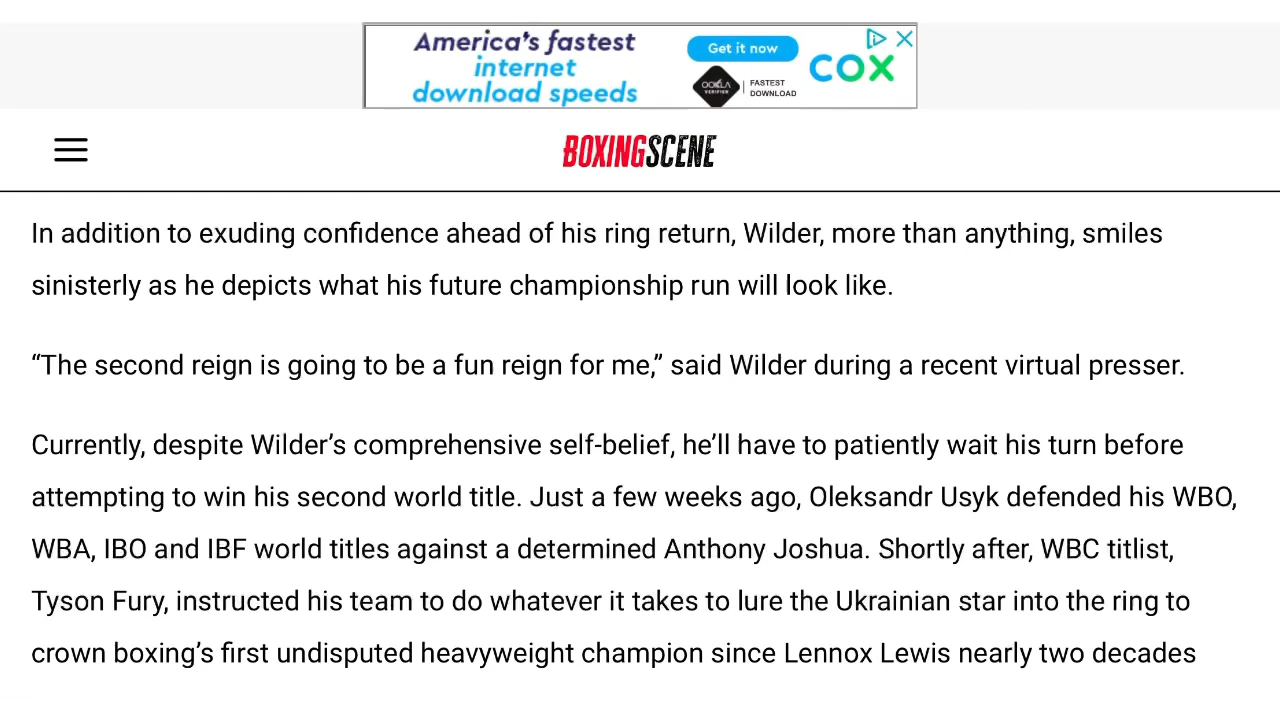 America's fastest
internet
download speeds
Get it now
OOKLA
VERIFIED
FASTEST
DOWNLOAD
COX
BOXINGSCENE
In addition to exuding confidence ahead of his ring return, Wilder, more than anything, smiles
sinisterly as he depicts what his future championship run will look like.
“The second reign is going to be a fun reign for me,” said Wilder during a recent virtual presser.
Currently, despite Wilder’s comprehensive self-belief, he’ll have to patiently wait his turn before
attempting to win his second world title. Just a few weeks ago, Oleksandr Usyk defended his WBO,
WBA, IBO and IBF world titles against a determined Anthony Joshua. Shortly after, WBC titlist,
Tyson Fury, instructed his team to do whatever it takes to lure the Ukrainian star into the ring to
crown boxing’s first undisputed heavyweight champion since Lennox Lewis nearly two decades